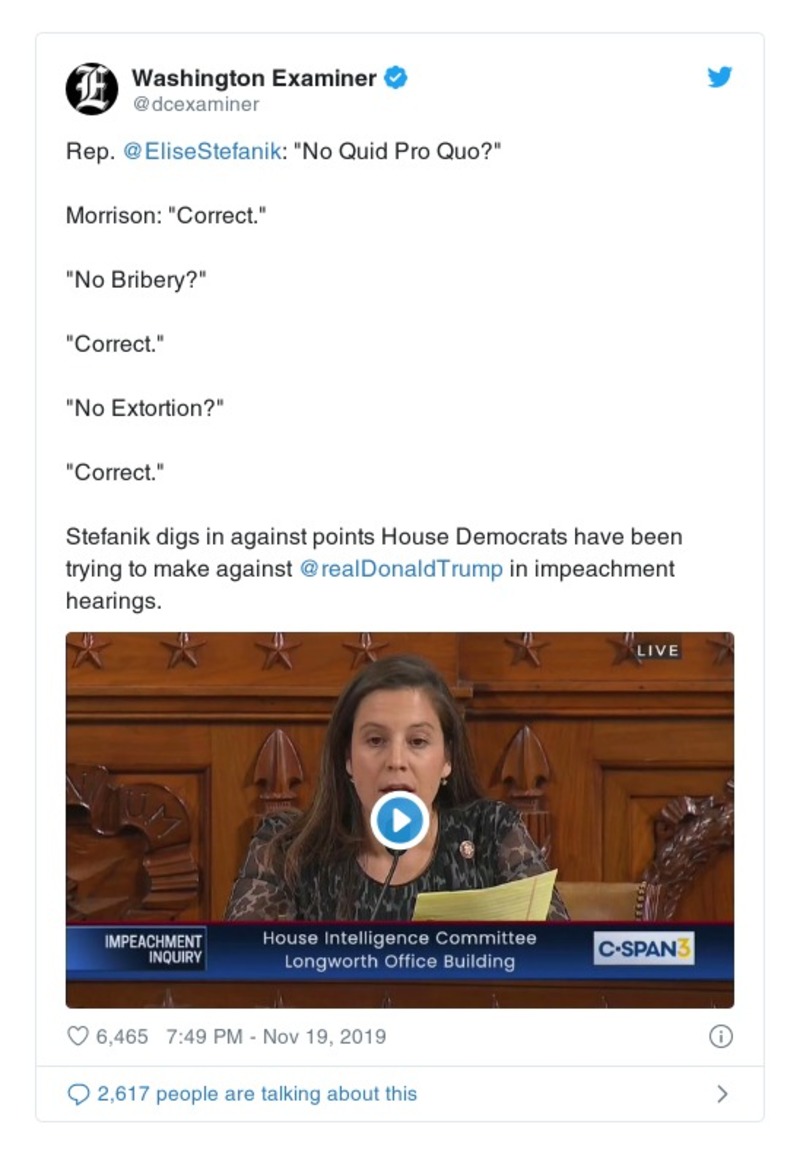 Washington Examiner
@dcexaminer
Rep. @EliseStefanik: "No Quid Pro Quo?"
Morrison: "Correct."
"No Bribery?"
"Correct."
"No Extortion?"
"Correct."
Stefanik digs in against points House Democrats have been
trying to make against @realDonaldTrump in impeachment
hearings.
LIVE
IMPEACHMENT
INQUIRY
House Intelligence Committee
Longworth Office Building
C-SPAN3
6,465 7:49 PM - Nov 19, 2019
2,617 people are talking about this